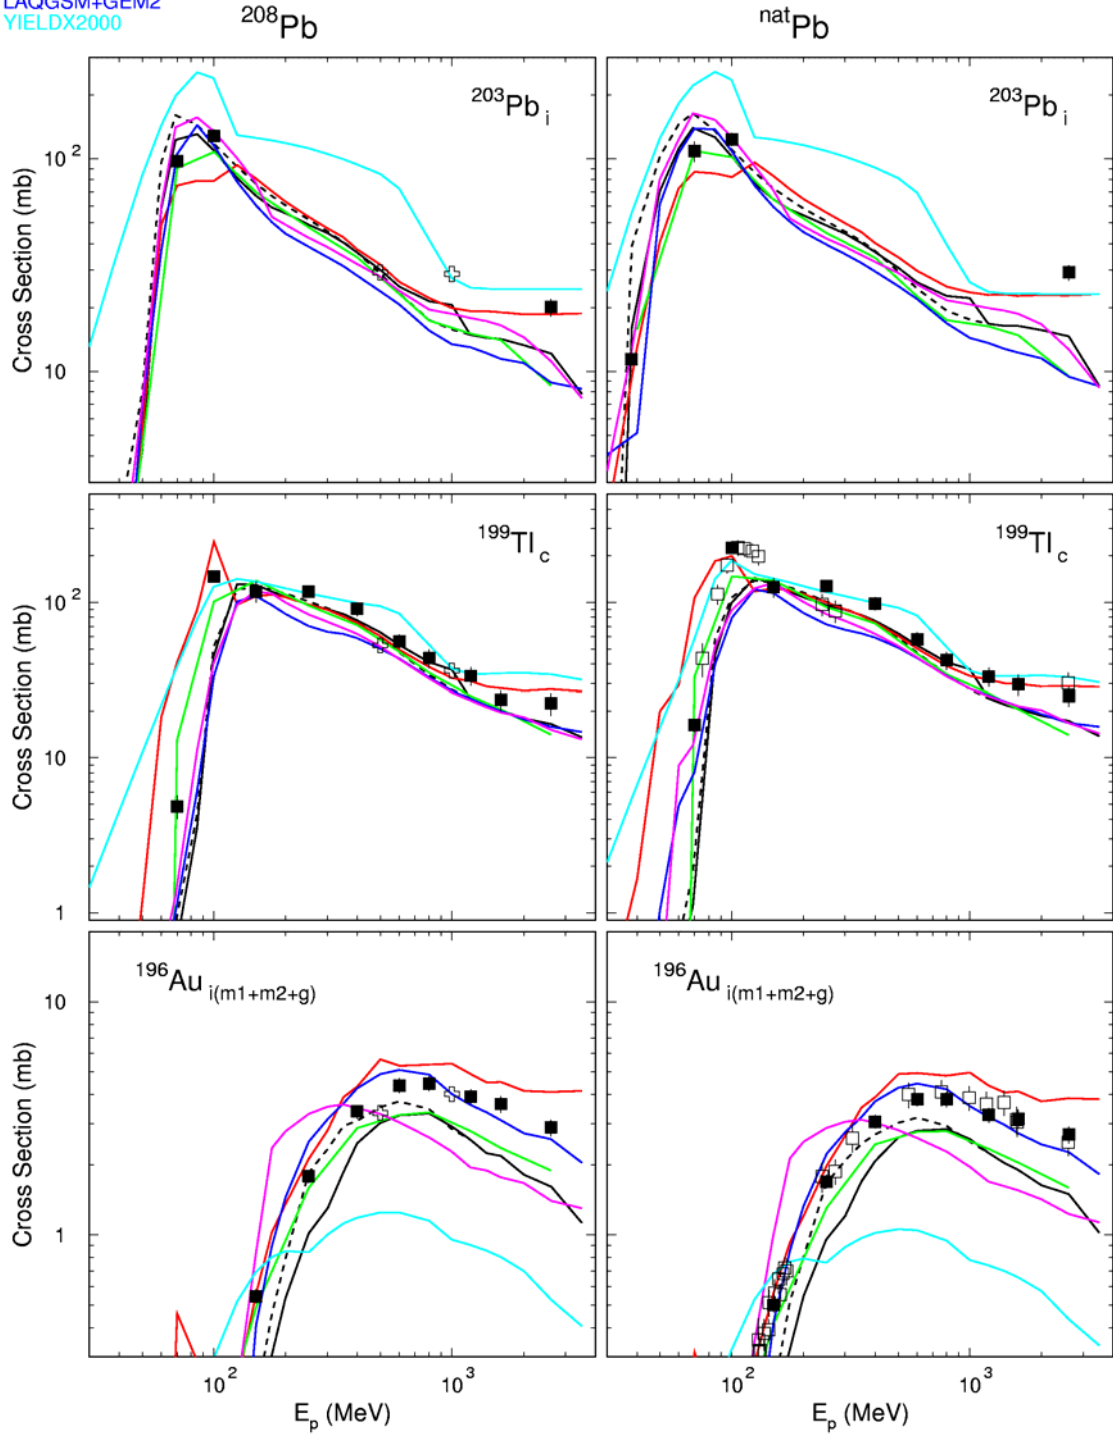 LAQGSM+GEM2
YIELDX2000
208Pb
natPb
203Pb i
203Pb i
10 2
10
Cross Section (mb)
199Tl c
199Tl c
10 2
10
1
Cross Section (mb)
196Au i(m1+m2+g)
196Au i(m1+m2+g)
10
1
Cross Section (mb)
10 2
10 3
10 2
10 3
Ep (MeV)
Ep (MeV)